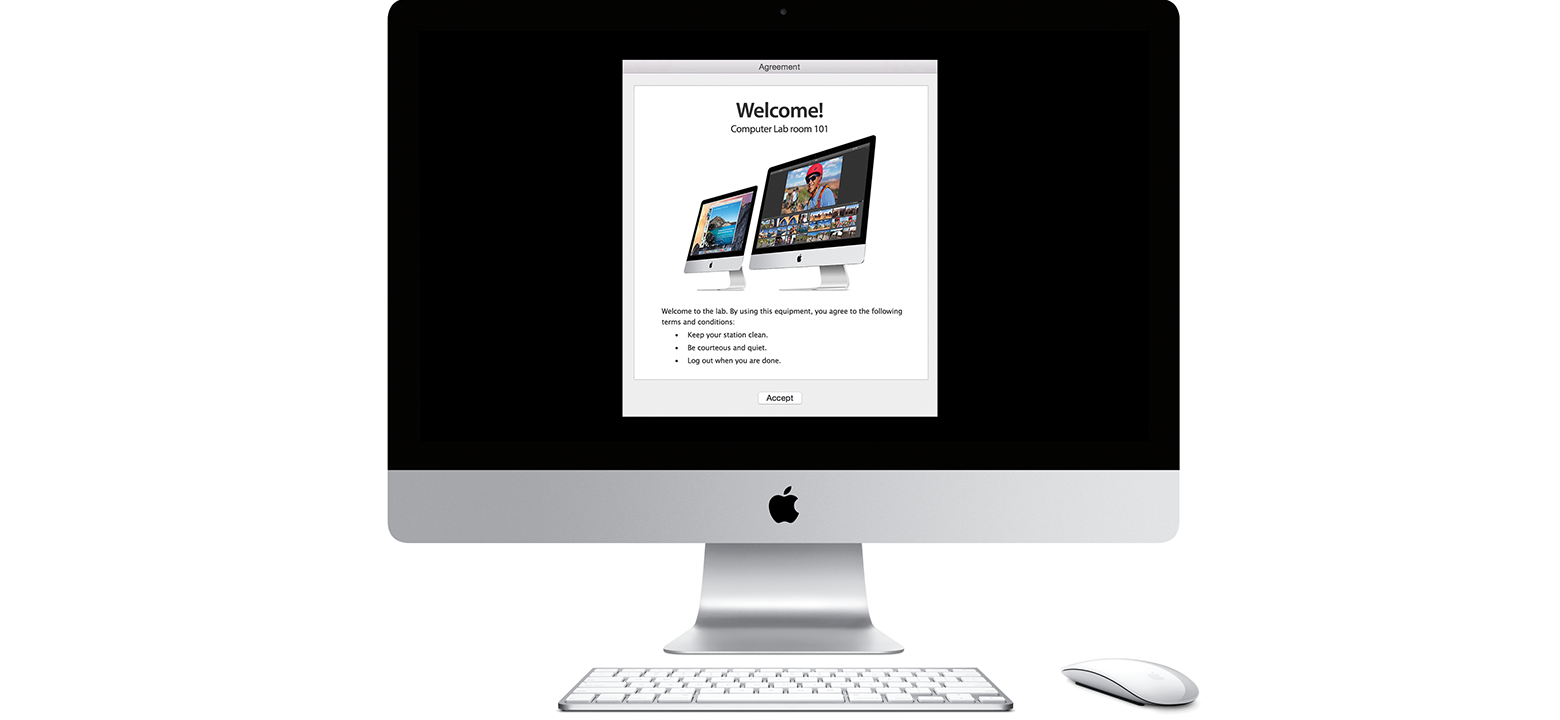 Agreement
Welcome!
Computer Lab room 101
Welcome to the lab. By using this equipment, you agree to the following
terms and conditions:
• Keep your station clean.
• Be courteous and quiet.
• Log out when you are done.
Accept